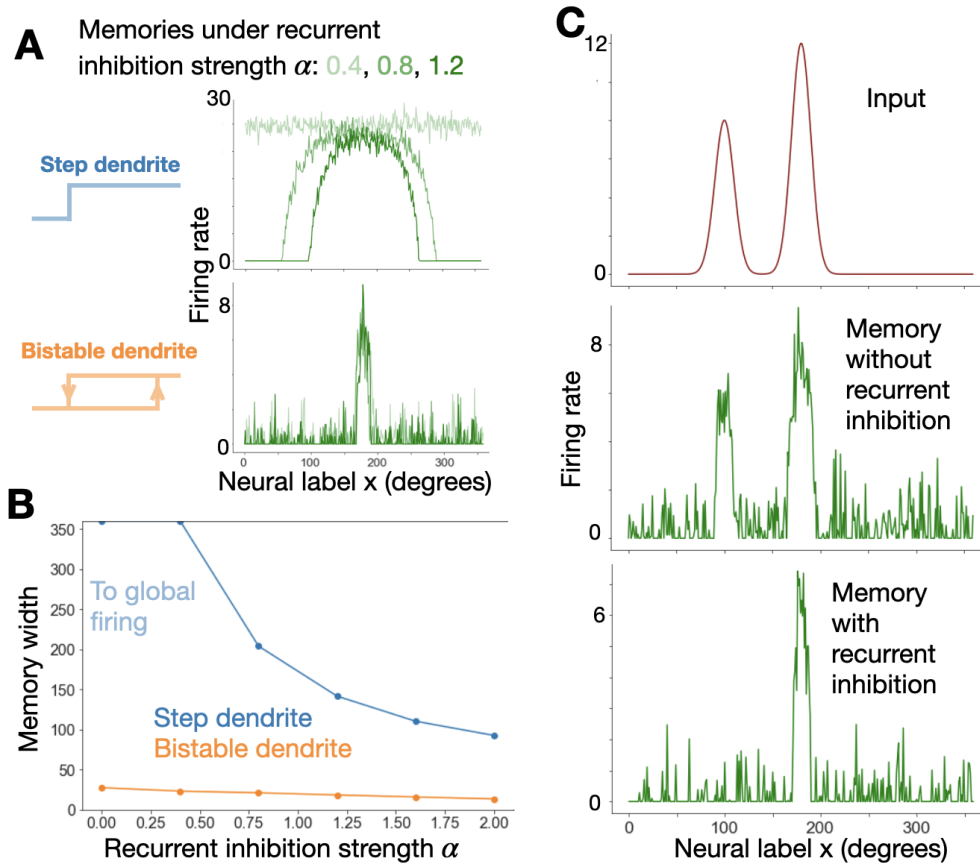 A
Memories under recurrent
inhibition strength α: 0.4, 0.8, 1.2
Step dendrite
Bistable dendrite
Firing rate
30
0
8
0
0 100 200 300
Neural label x (degrees)
B
Memory width
350
300
250
200
150
100
50
0
To global
firing
Step dendrite
Bistable dendrite
0.00 0.25 0.50 0.75 1.00 1.25 1.50 1.75 2.00
Recurrent inhibition strength α
C
12
0
Input
Firing rate
8
0
Memory
without
recurrent
inhibition
6
0
Memory
with
recurrent
inhibition
0 100 200 300
Neural label x (degrees)